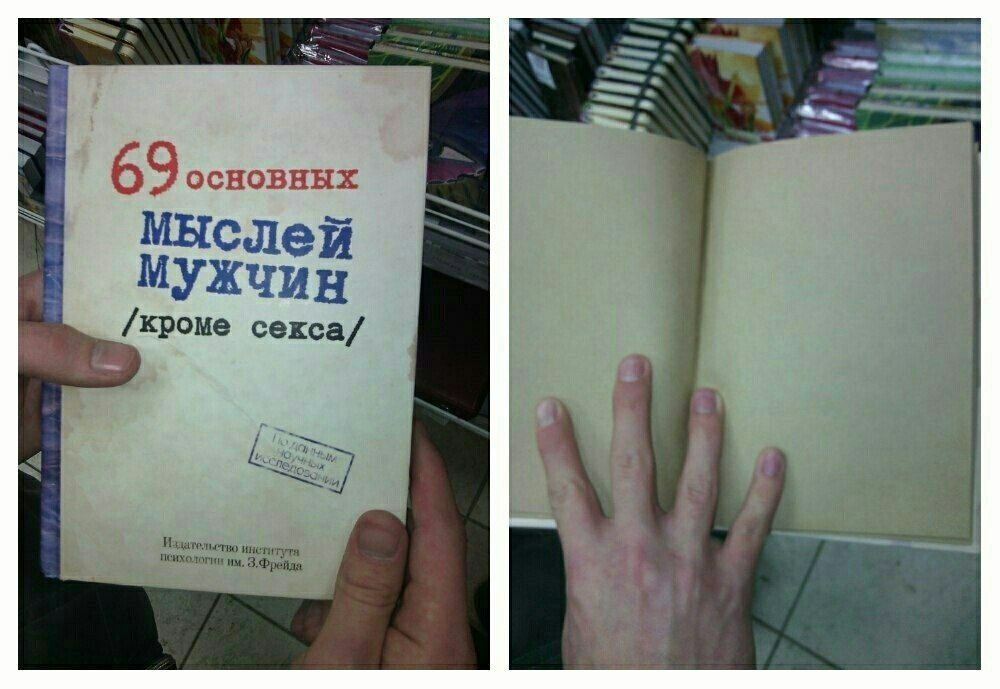 69 основных
мыслей
мужчин
/кроме секса/
По данным
научных
исследований
Издательство института
психологии им. З.Фрейда